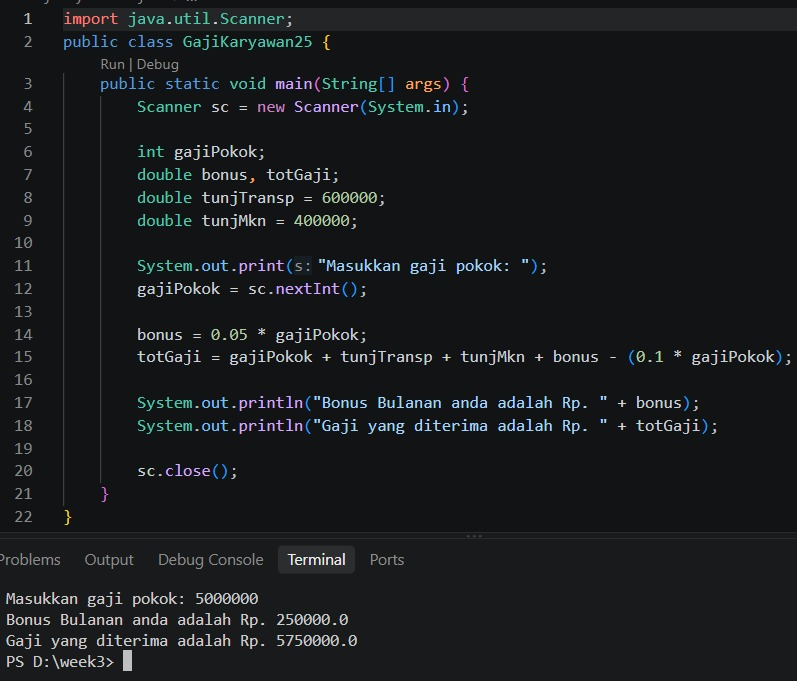 1 import java.util.Scanner;
2 public class GajiKaryawan25 {
Run | Debug
3 public static void main(String[] args) {
4 Scanner sc = new Scanner(System.in);
5
6 int gajiPokok;
7 double bonus, totGaji;
8 double tunjTransp = 600000;
9 double tunjMkn = 400000;
10
11 System.out.print(s: "Masukkan gaji pokok: ");
12 gajiPokok = sc.nextInt();
13
14 bonus = 0.05 * gajiPokok;
15 totGaji = gajiPokok + tunjTransp + tunjMkn + bonus - (0.1 * gajiPokok);
16
17 System.out.println("Bonus Bulanan anda adalah Rp. " + bonus);
18 System.out.println("Gaji yang diterima adalah Rp. " + totGaji);
19
20 sc.close();
21 }
22 }
Problems Output Debug Console Terminal Ports
Masukkan gaji pokok: 5000000
Bonus Bulanan anda adalah Rp. 250000.0
Gaji yang diterima adalah Rp. 5750000.0
PS D:\week3>